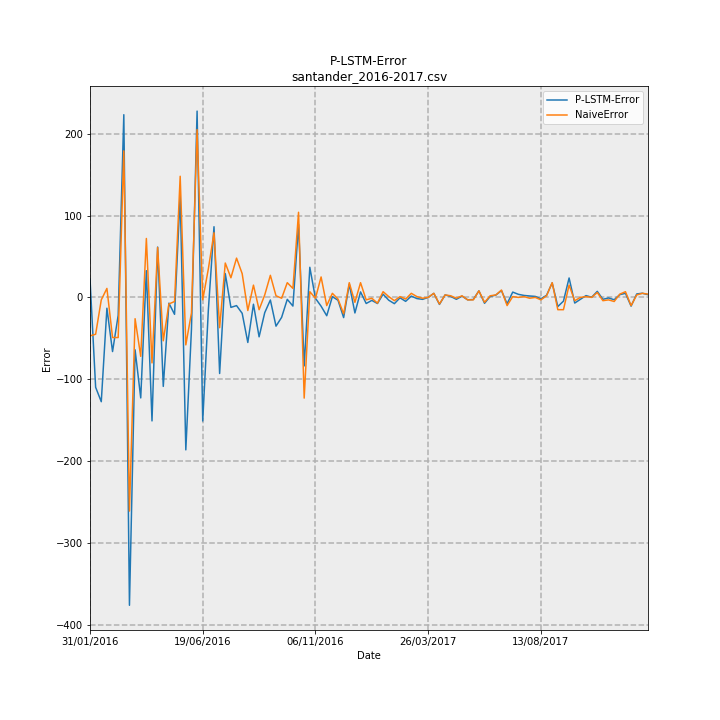 P-LSTM-Error
santander_2016-2017.csv
P-LSTM-Error
NaiveError
200
100
0
−100
−200
−300
−400
Error
31/01/2016
19/06/2016
06/11/2016
26/03/2017
13/08/2017
Date